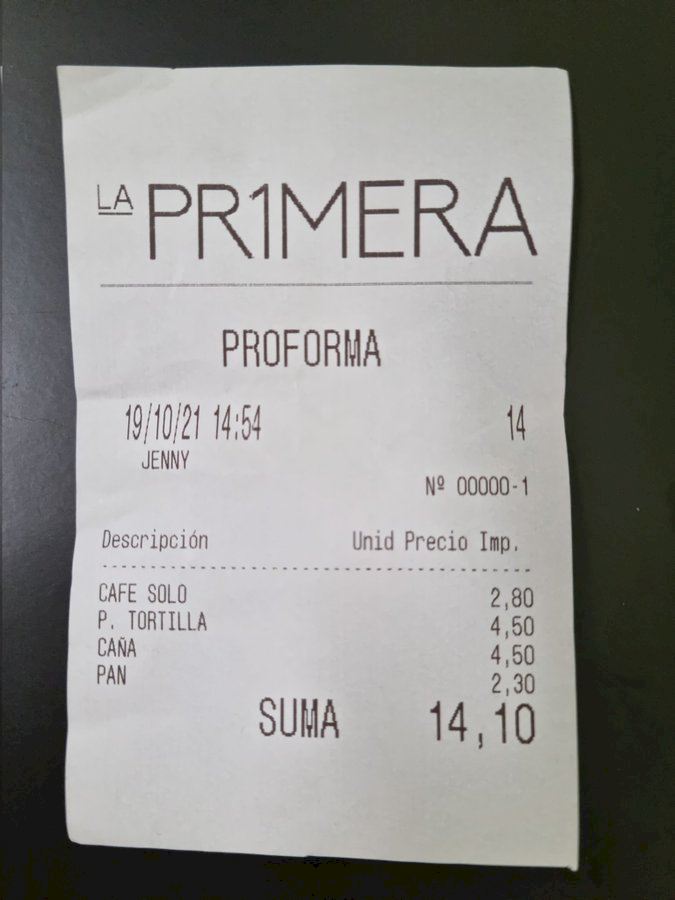 LA PR1MERA
PROFORMA
19/10/21 14:54 14
JENNY
Nº 00000-1
Descripción Unid Precio Imp.
CAFE SOLO 2,80
P. TORTILLA 4,50
CAÑA 4,50
PAN 2,30
SUMA 14,10